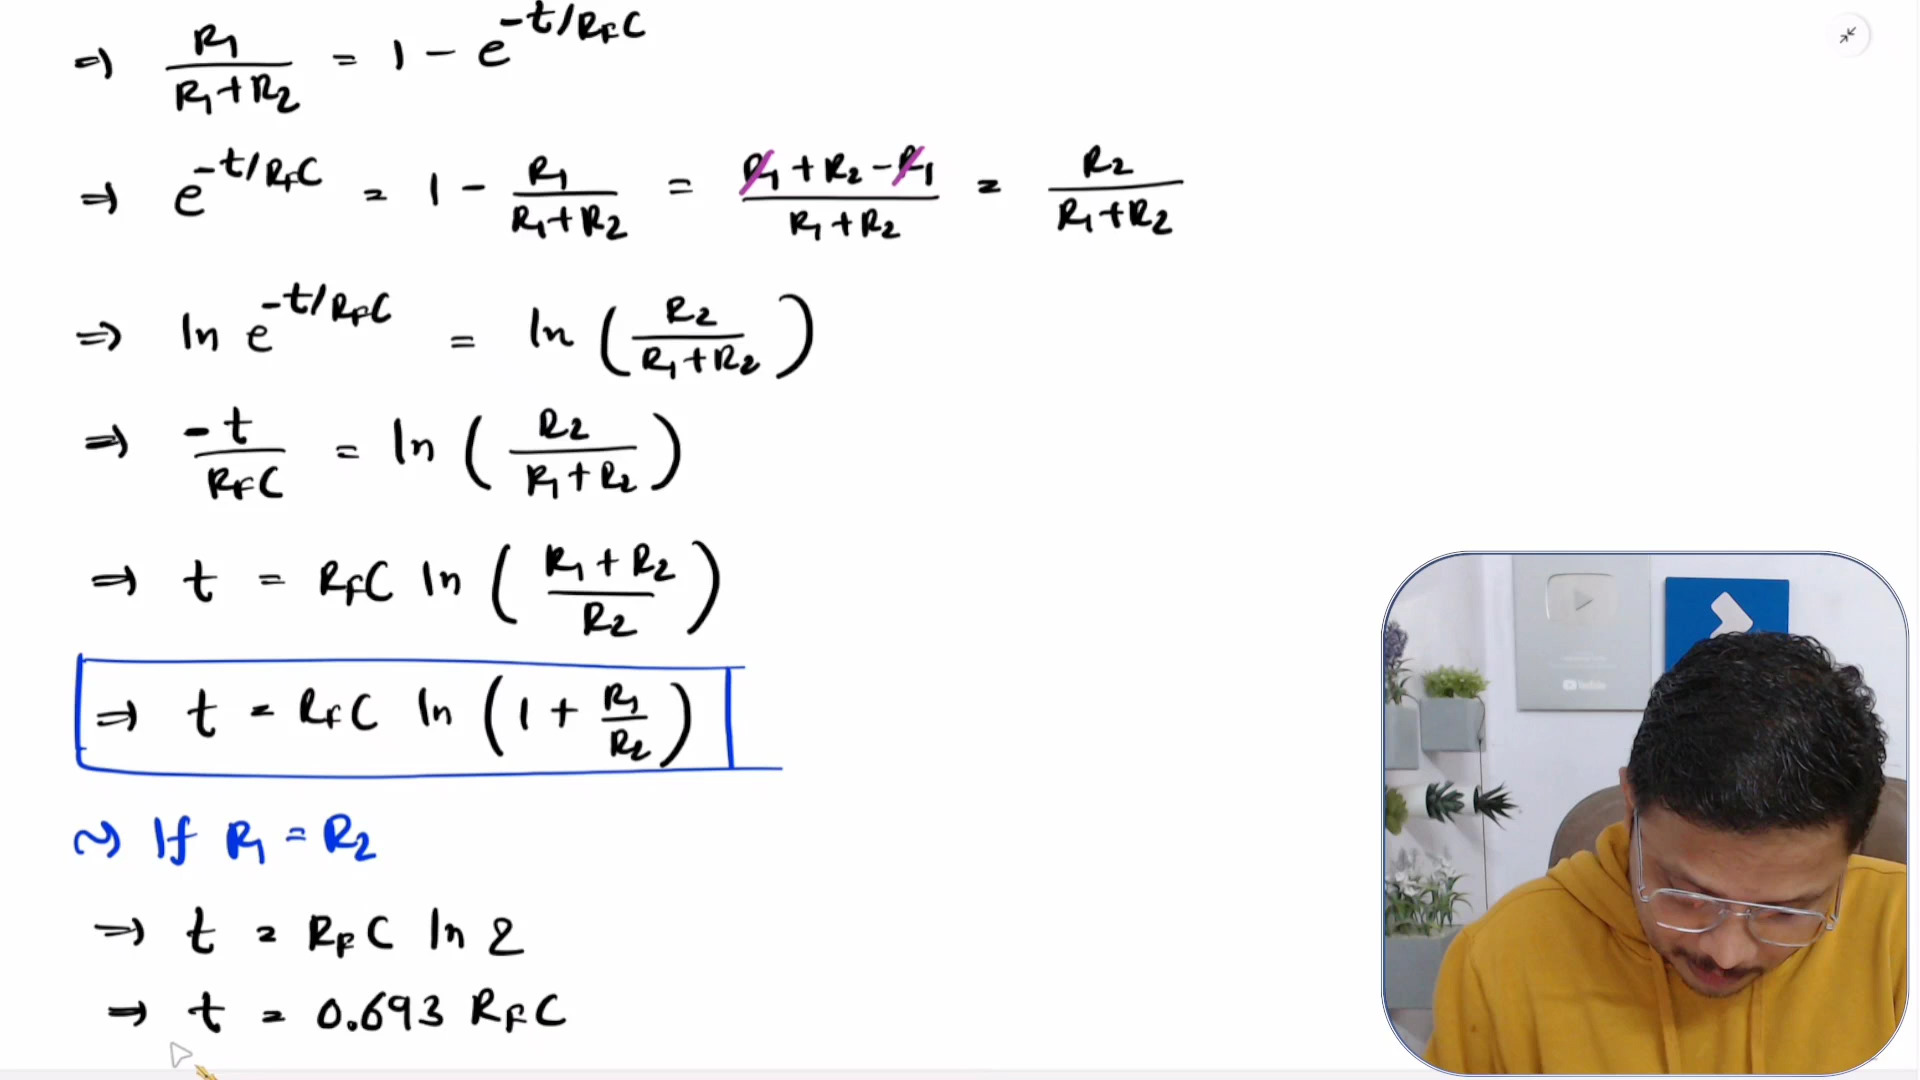 ⇒ R1/(R1+R2) = 1 − e^(−t/RFC)
⇒ e^(−t/RFC) = 1 − R1/(R1+R2) = (R1+R2−R1)/(R1+R2) = R2/(R1+R2)
⇒ ln e^(−t/RFC) = ln (R2/(R1+R2))
⇒ −t/RFC = ln (R2/(R1+R2))
⇒ t = RFC ln ((R1+R2)/R2)
⇒ t = RFC ln (1 + R1/R2)
~) If R1 = R2
⇒ t = RFC ln 2
⇒ t = 0.693 RFC